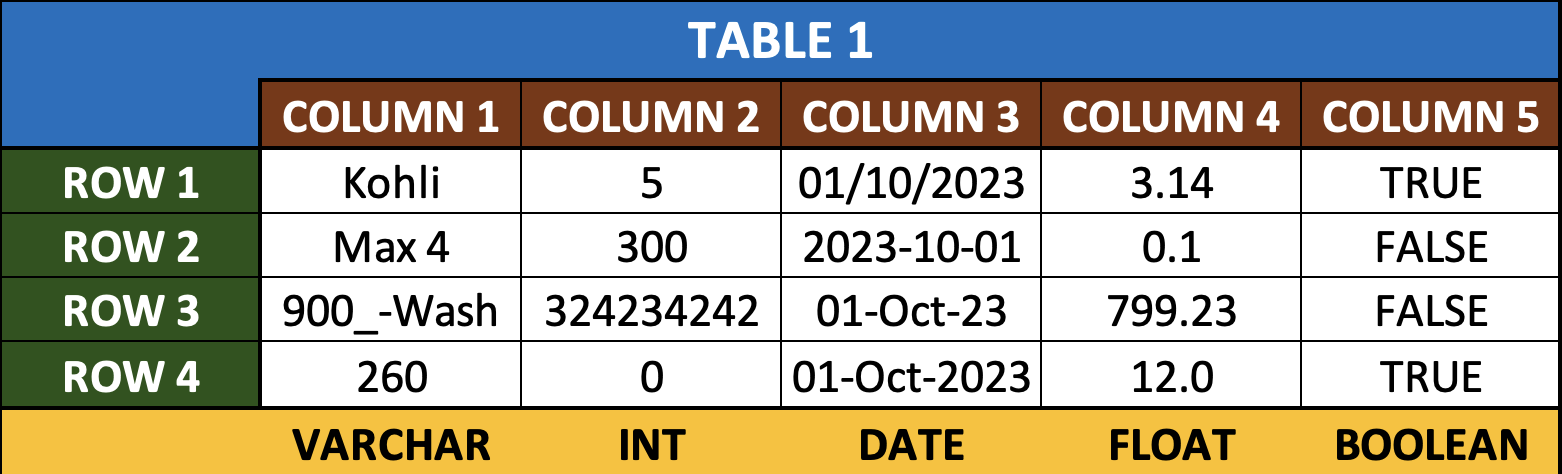 TABLE 1
COLUMN 1 COLUMN 2 COLUMN 3 COLUMN 4 COLUMN 5
ROW 1 Kohli 5 01/10/2023 3.14 TRUE
ROW 2 Max 4 300 2023-10-01 0.1 FALSE
ROW 3 900_-Wash 324234242 01-Oct-23 799.23 FALSE
ROW 4 260 0 01-Oct-2023 12.0 TRUE
VARCHAR INT DATE FLOAT BOOLEAN